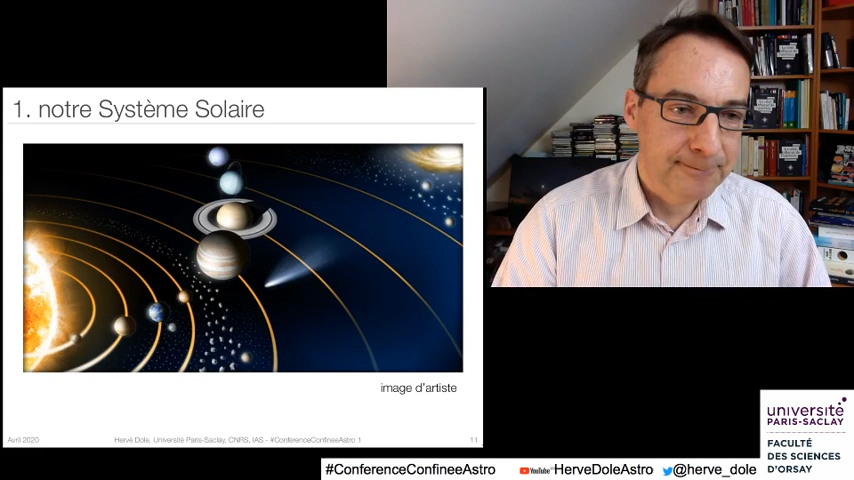 1. notre Système Solaire
image d'artiste
Avril 2020
Hervé Dole, Université Paris-Saclay, CNRS, IAS - #ConferenceConfineeAstro 1
11
université
PARIS-SACLAY
FACULTÉ
DES SCIENCES
D'ORSAY
#ConferenceConfineeAstro
YouTube HerveDoleAstro
@herve_dole